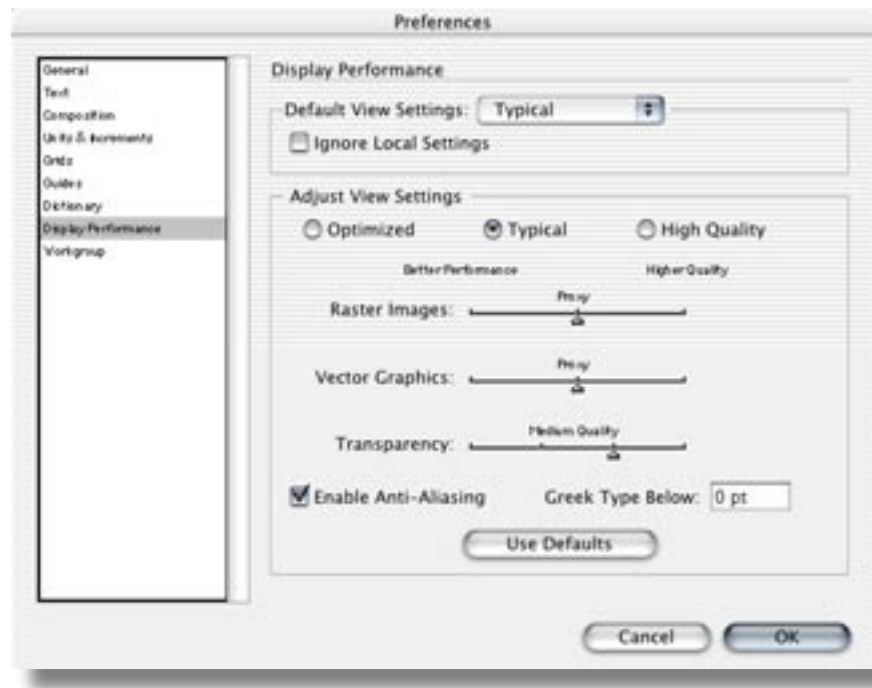 Preferences
General
Text
Composition
Units & Increments
Grids
Guides
Dictionary
Display Performance
Workgroup
Display Performance
Default View Settings: Typical
Ignore Local Settings
Adjust View Settings
Optimized Typical High Quality
Better Performance Higher Quality
Proxy
Raster Images:
Proxy
Vector Graphics:
Medium Quality
Transparency:
Enable Anti-Aliasing Greek Type Below: 0 pt
Use Defaults
Cancel OK